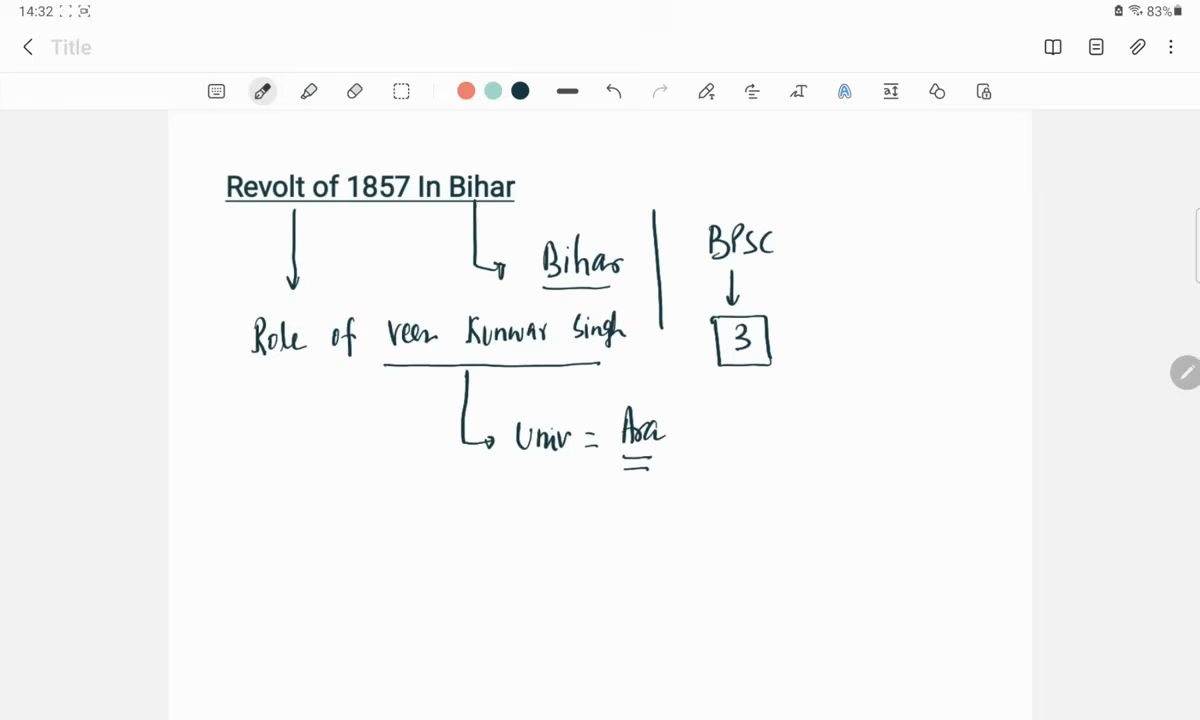 14:32
83%
Title
Revolt of 1857 In Bihar
Bihar
BPSC
Role of Veer Kunwar Singh
3
Univ = Ara